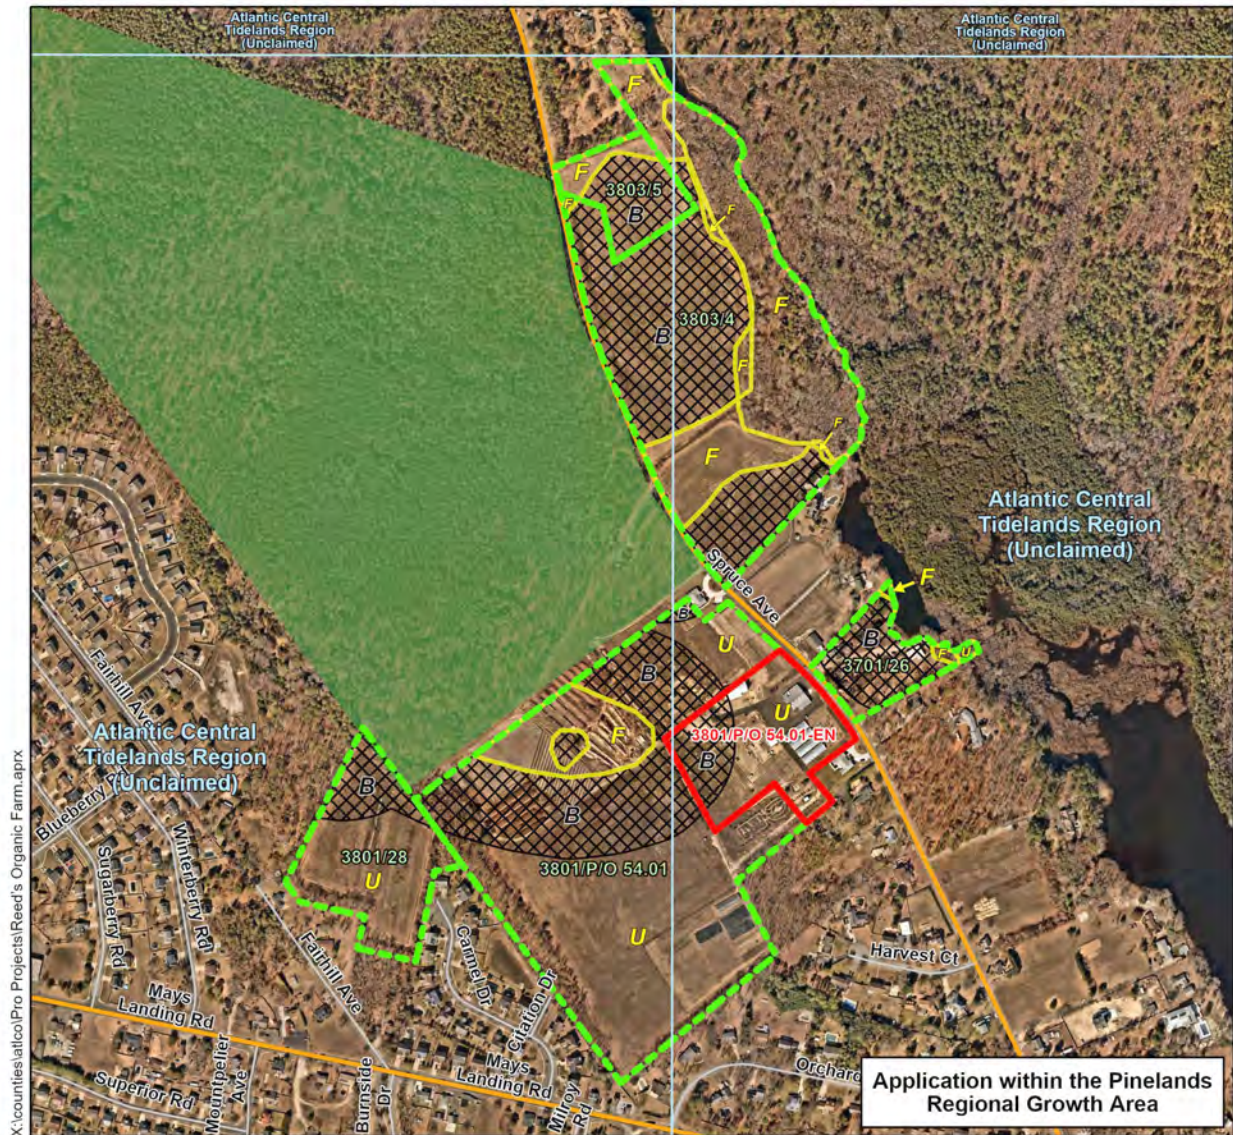 Atlantic Central
Tidelands Region
(Unclaimed)
Atlantic Central
Tidelands Region
(Unclaimed)
F
F
3803/5
B
F
F
F
3803/4
B
F
F
F
Atlantic Central
Tidelands Region
(Unclaimed)
Spruce Ave
F
B
B
U
B
F
U
3701/26
U
F
3801/P/O 54.01-EN
B
Fairhill Ave
Atlantic Central
Tidelands Region
(Unclaimed)
Blueberry Rd
Winterberry Rd
Sugarberry Rd
B
B
3801/28
U
3801/P/O 54.01
U
Fairhill Ave
Carmel Dr
Citation Dr
Harvest Ct
Mays
Landing Rd
Mays
Landing Rd
Superior Rd
Mountpelier
Ave
Burnside
Dr
Milroy
Rd
Orchard
Application within the Pinelands
Regional Growth Area
X:\counties\atlco\Pro Projects\Reed's Organic Farm.aprx